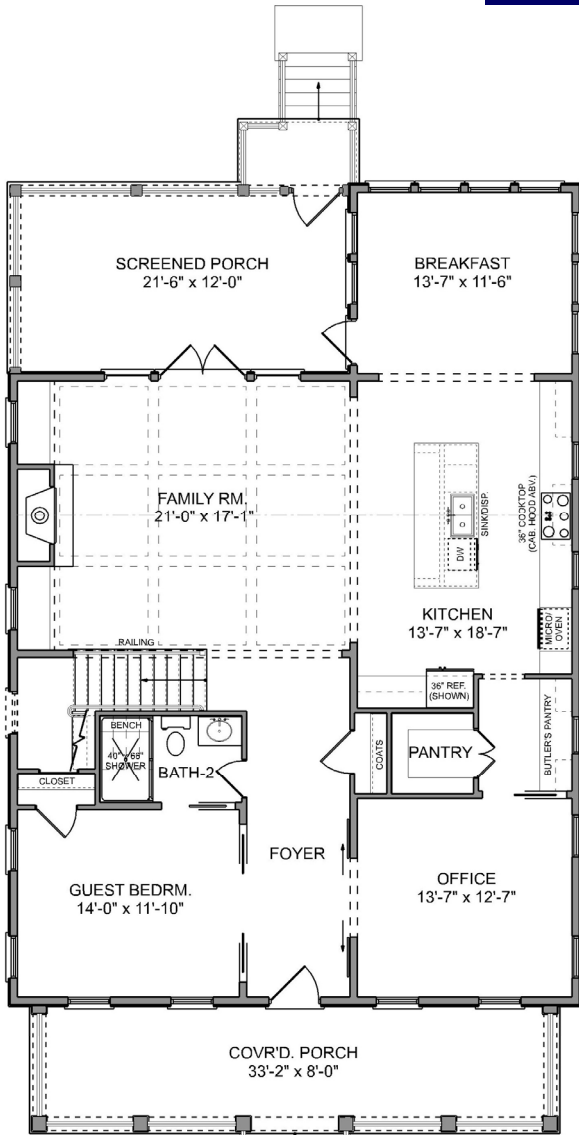 SCREENED PORCH
21'-6" x 12'-0"
BREAKFAST
13'-7" x 11'-6"
FAMILY RM.
21'-0" x 17'-1"
SINK/DISP.
DW
36" COOKTOP
(CAB. HOOD ABV.)
KITCHEN
13'-7" x 18'-7"
MICRO/
OVEN
RAILING
36" REF.
(SHOWN)
BENCH
40" x 66"
SHOWER
BATH-2
COATS
PANTRY
BUTLER'S PANTRY
CLOSET
FOYER
GUEST BEDRM.
14'-0" x 11'-10"
OFFICE
13'-7" x 12'-7"
COVR'D. PORCH
33'-2" x 8'-0"